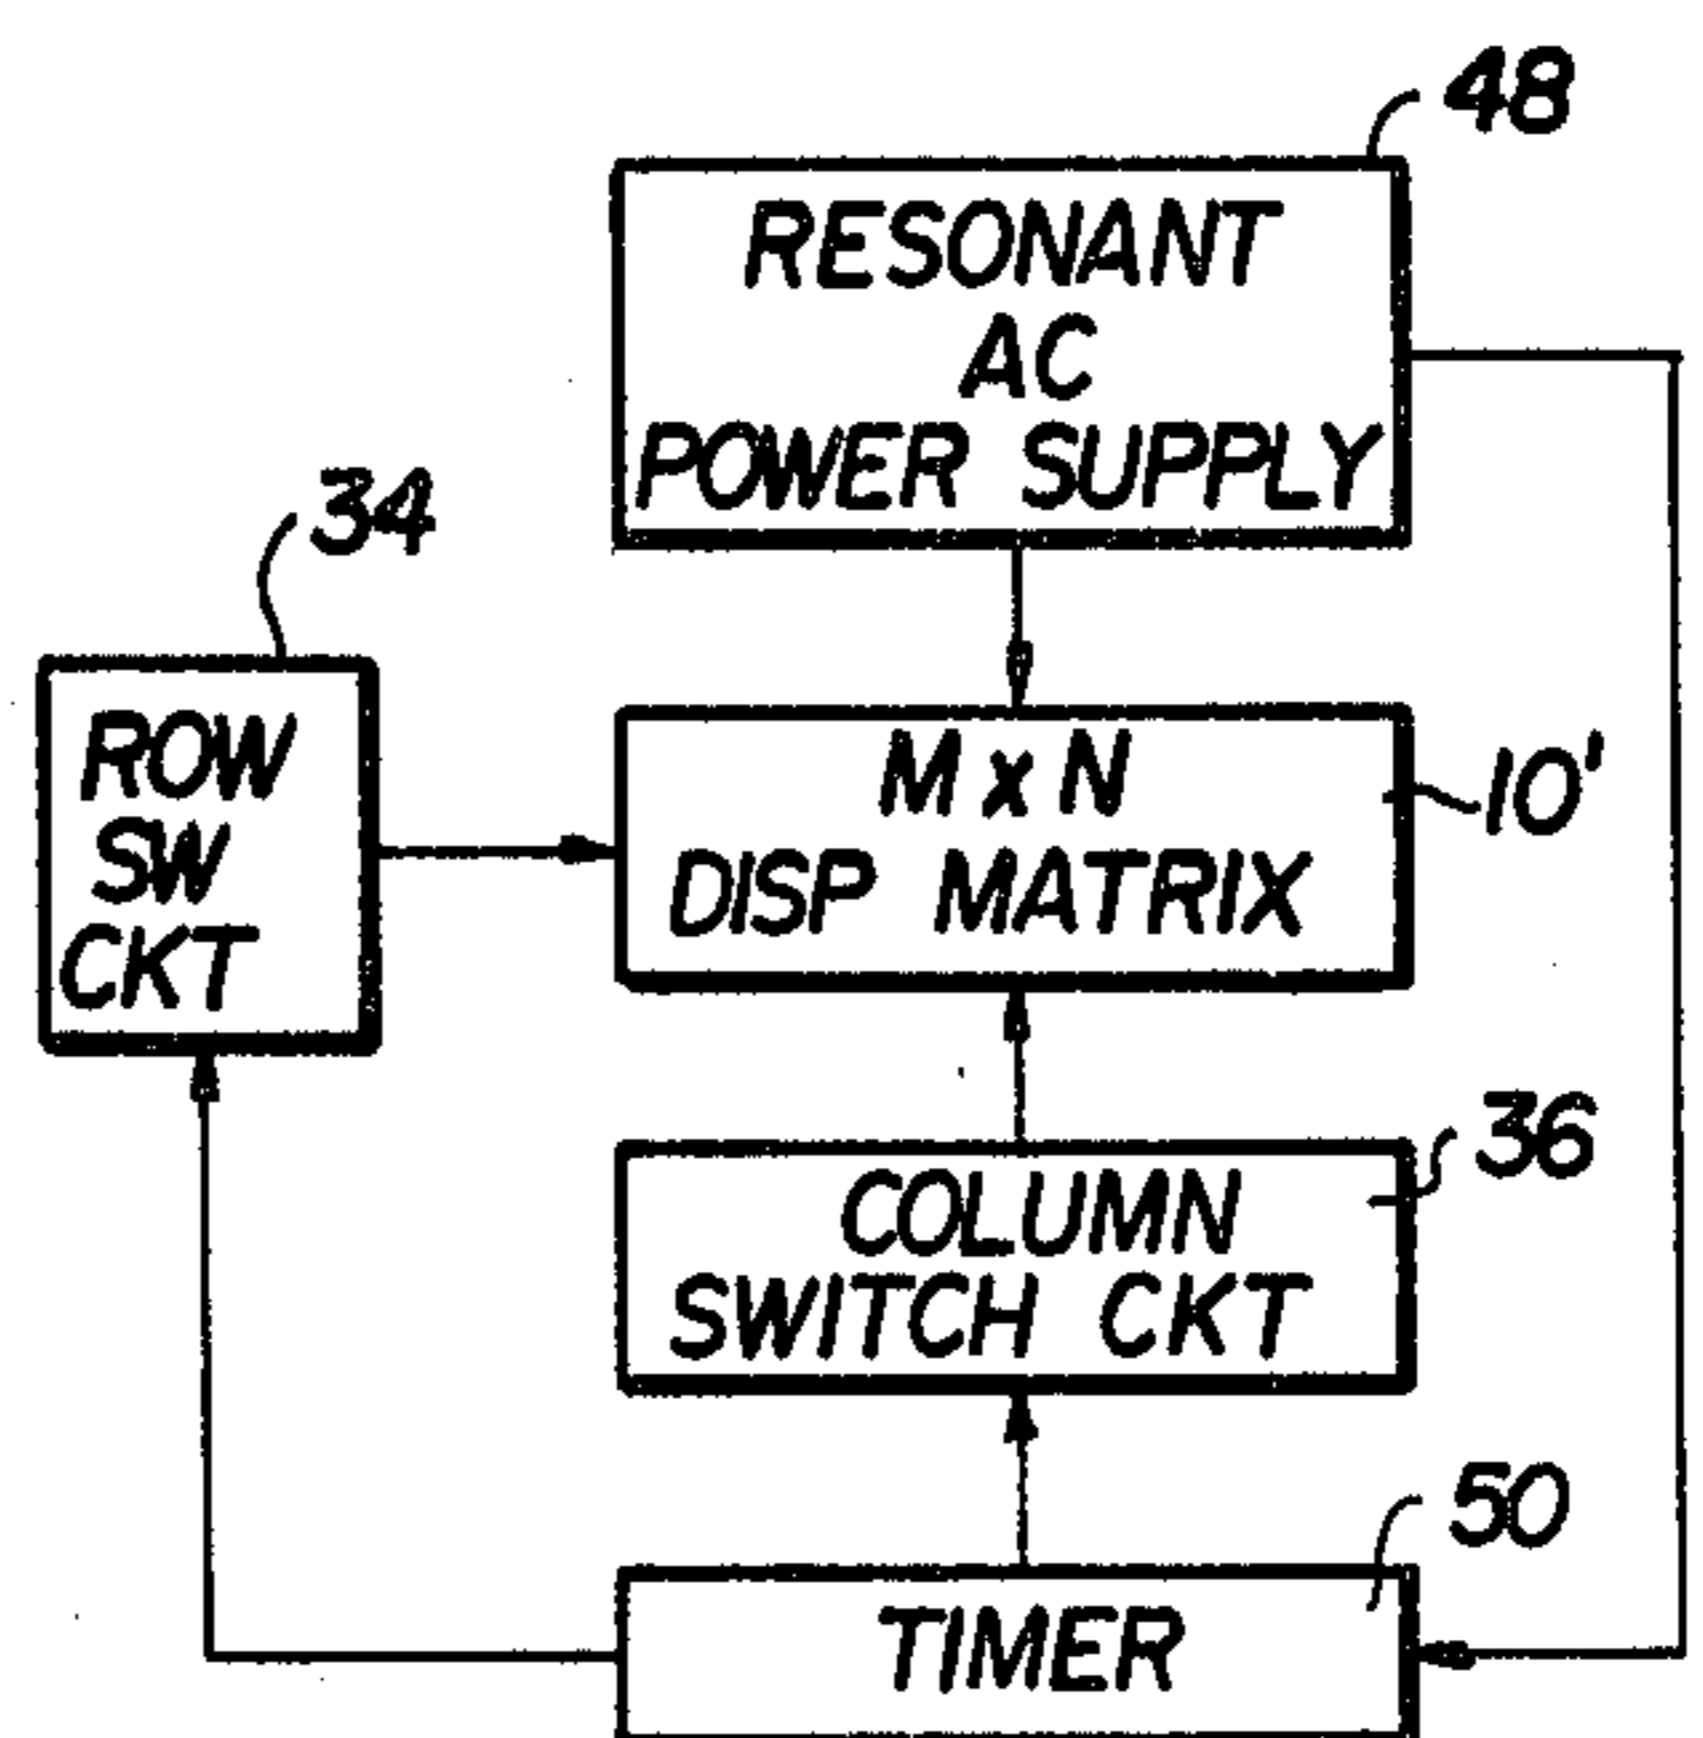 48
RESONANT
AC
POWER SUPPLY
34
ROW
SW
CKT
M x N
DISP MATRIX
10'
36
COLUMN
SWITCH CKT
50
TIMER